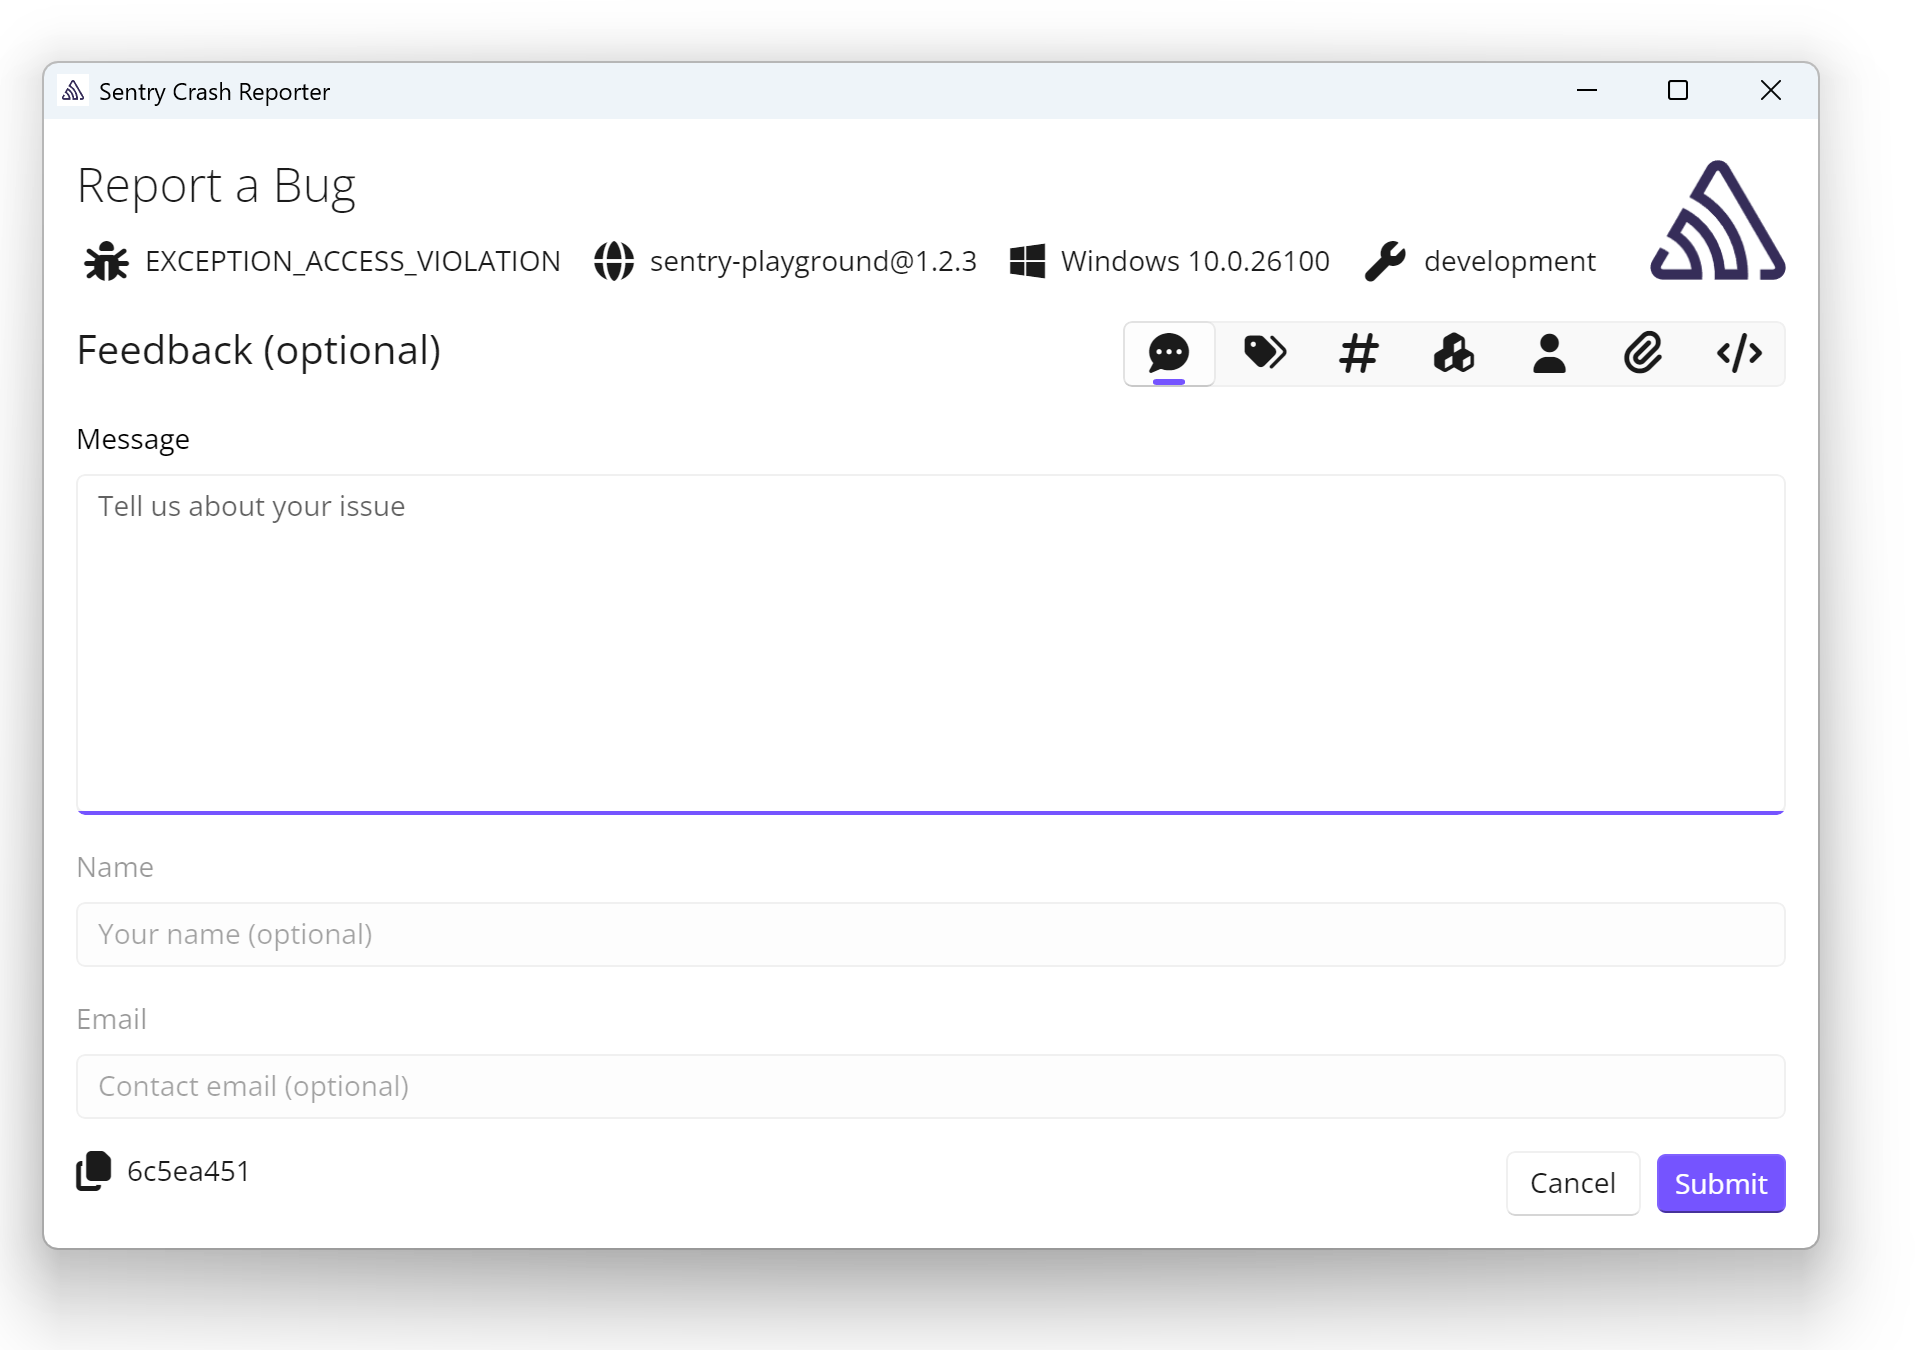 Sentry Crash Reporter
Report a Bug
EXCEPTION_ACCESS_VIOLATION sentry-playground@1.2.3 Windows 10.0.26100 development
Feedback (optional)
Message
Tell us about your issue
Name
Your name (optional)
Email
Contact email (optional)
6c5ea451
Cancel Submit